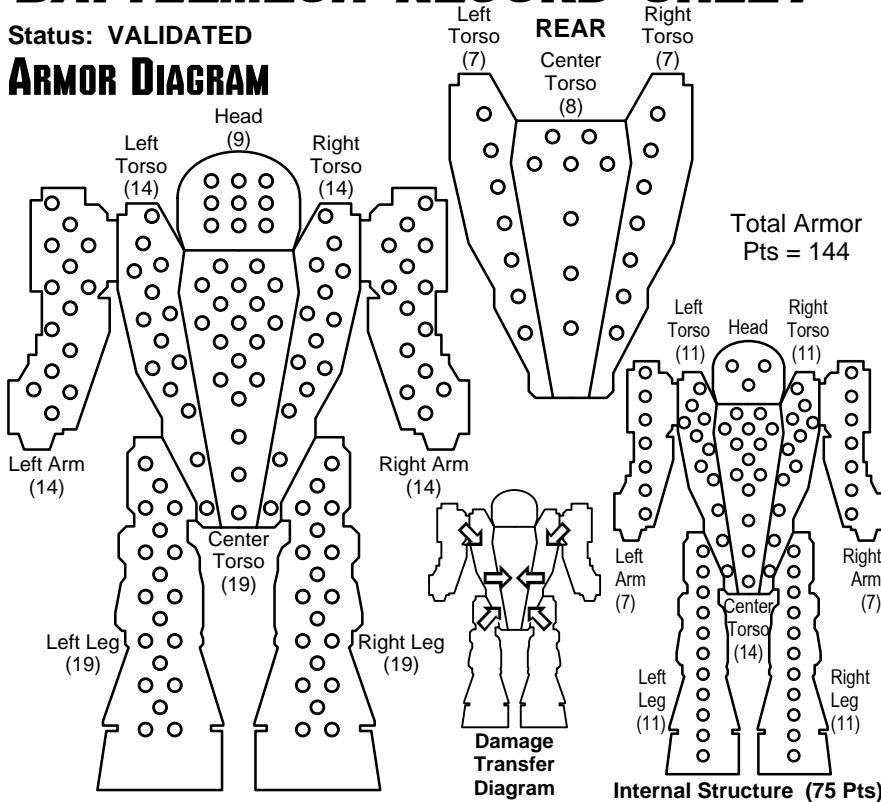 BATTLEMECH RECORD SHEET
Status: VALIDATED
ARMOR DIAGRAM
Left
Torso
(14)
Head
(9)
Right
Torso
(14)
Left Arm
(14)
Right Arm
(14)
Center
Torso
(19)
Left Leg
(19)
Right Leg
(19)
REAR
Left
Torso
(7)
Center
Torso
(8)
Right
Torso
(7)
Total Armor
Pts = 144
Left
Torso
(11)
Head
Right
Torso
(11)
Left
Arm
(7)
Right
Arm
(7)
Center
Torso
(14)
Left
Leg
(11)
Right
Leg
(11)
Damage
Transfer
Diagram
Internal Structure (75 Pts)